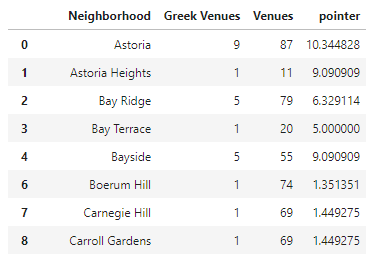 Neighborhood Greek Venues Venues pointer
0 Astoria 9 87 10.344828
1 Astoria Heights 1 11 9.090909
2 Bay Ridge 5 79 6.329114
3 Bay Terrace 1 20 5.000000
4 Bayside 5 55 9.090909
6 Boerum Hill 1 74 1.351351
7 Carnegie Hill 1 69 1.449275
8 Carroll Gardens 1 69 1.449275